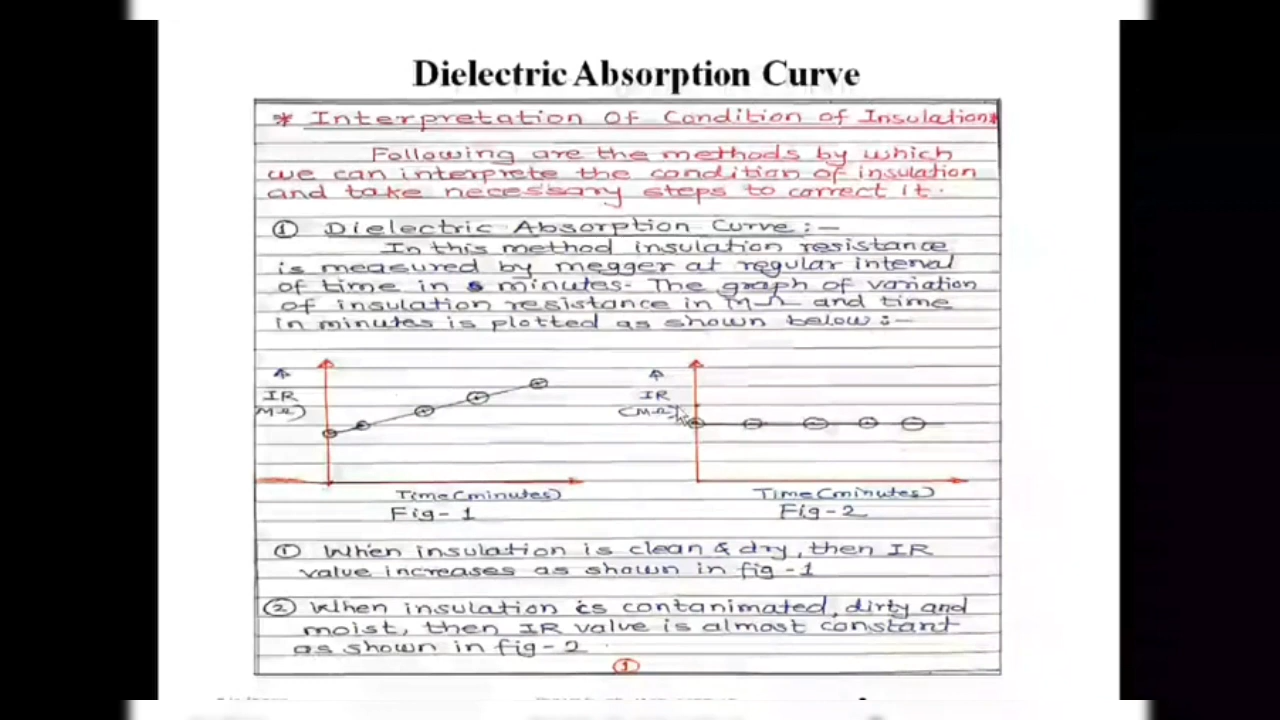 Dielectric Absorption Curve
* Interpretation Of Condition of Insulation*
Following are the methods by which
we can interprete the condition of insulation
and take necessary steps to correct it.
① Dielectric Absorption Curve :-
In this method insulation resistance
is measured by megger at regular interval
of time in minutes. The graph of variation
of insulation resistance in MΩ and time
in minutes is plotted as shown below :-
IR
(MΩ)
Time (minutes)
Fig - 1
IR
(MΩ)
Time (minutes)
Fig - 2
① When insulation is clean & dry, then IR
value increases as shown in fig - 1
② When insulation is contanimated, dirty and
moist, then IR value is almost constant
as shown in fig - 2
1